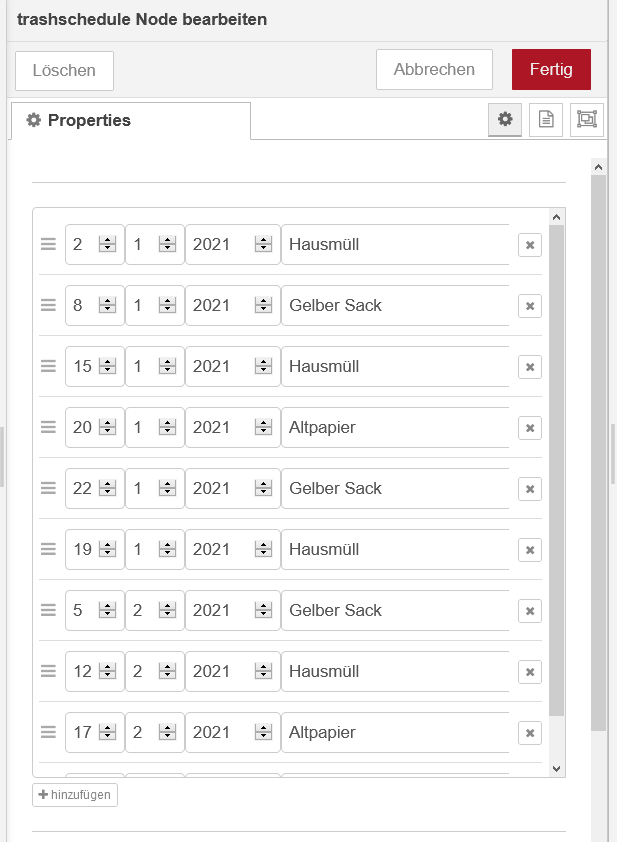 trashschedule Node bearbeiten
Löschen Abbrechen Fertig
Properties
2 1 2021 Hausmüll
8 1 2021 Gelber Sack
15 1 2021 Hausmüll
20 1 2021 Altpapier
22 1 2021 Gelber Sack
19 1 2021 Hausmüll
5 2 2021 Gelber Sack
12 2 2021 Hausmüll
17 2 2021 Altpapier
hinzufügen